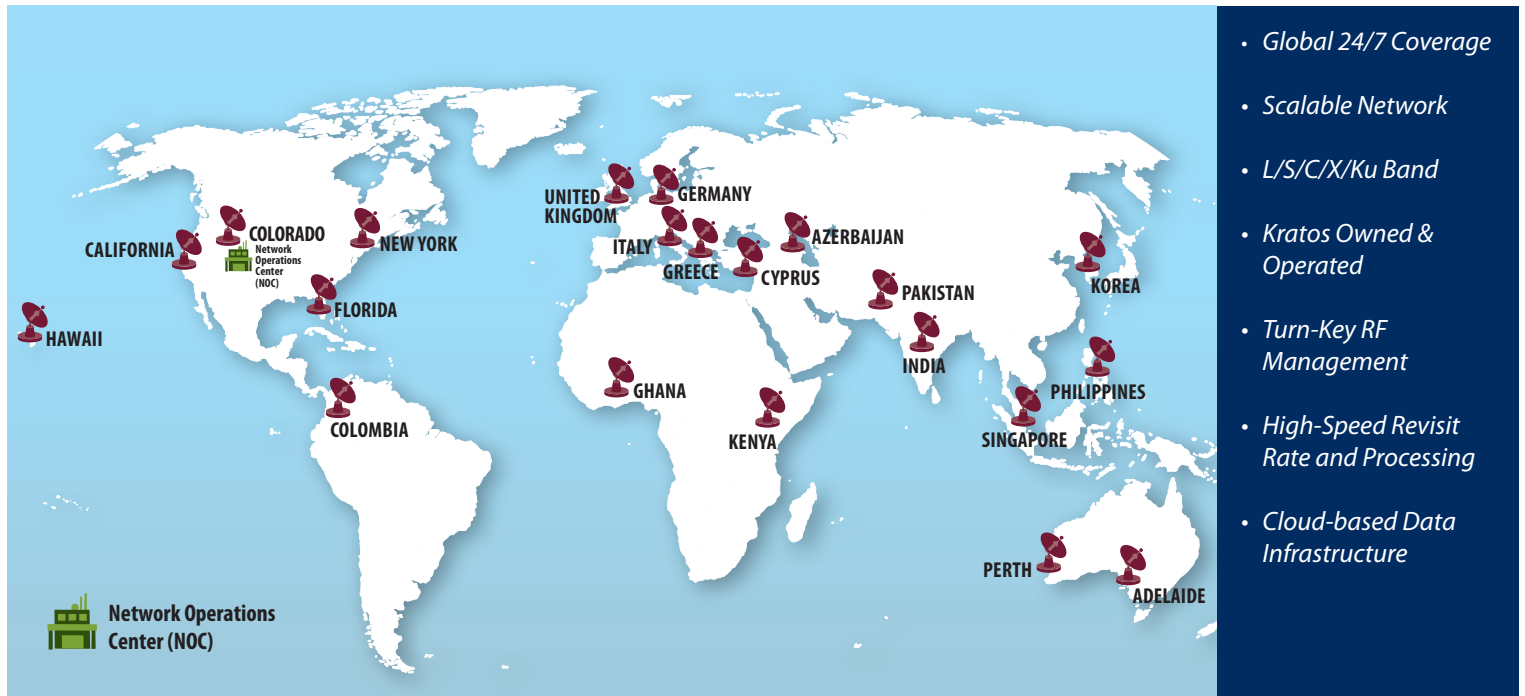 UNITED
KINGDOM
GERMANY
COLORADO
Network
Operations
Center
(NOC)
CALIFORNIA
NEW YORK
ITALY
GREECE
AZERBAIJAN
CYPRUS
PAKISTAN
KOREA
FLORIDA
HAWAII
INDIA
PHILIPPINES
GHANA
COLOMBIA
KENYA
SINGAPORE
PERTH
ADELAIDE
Network Operations
Center (NOC)
• Global 24/7 Coverage
• Scalable Network
• L/S/C/X/Ku Band
• Kratos Owned &
Operated
• Turn-Key RF
Management
• High-Speed Revisit
Rate and Processing
• Cloud-based Data
Infrastructure